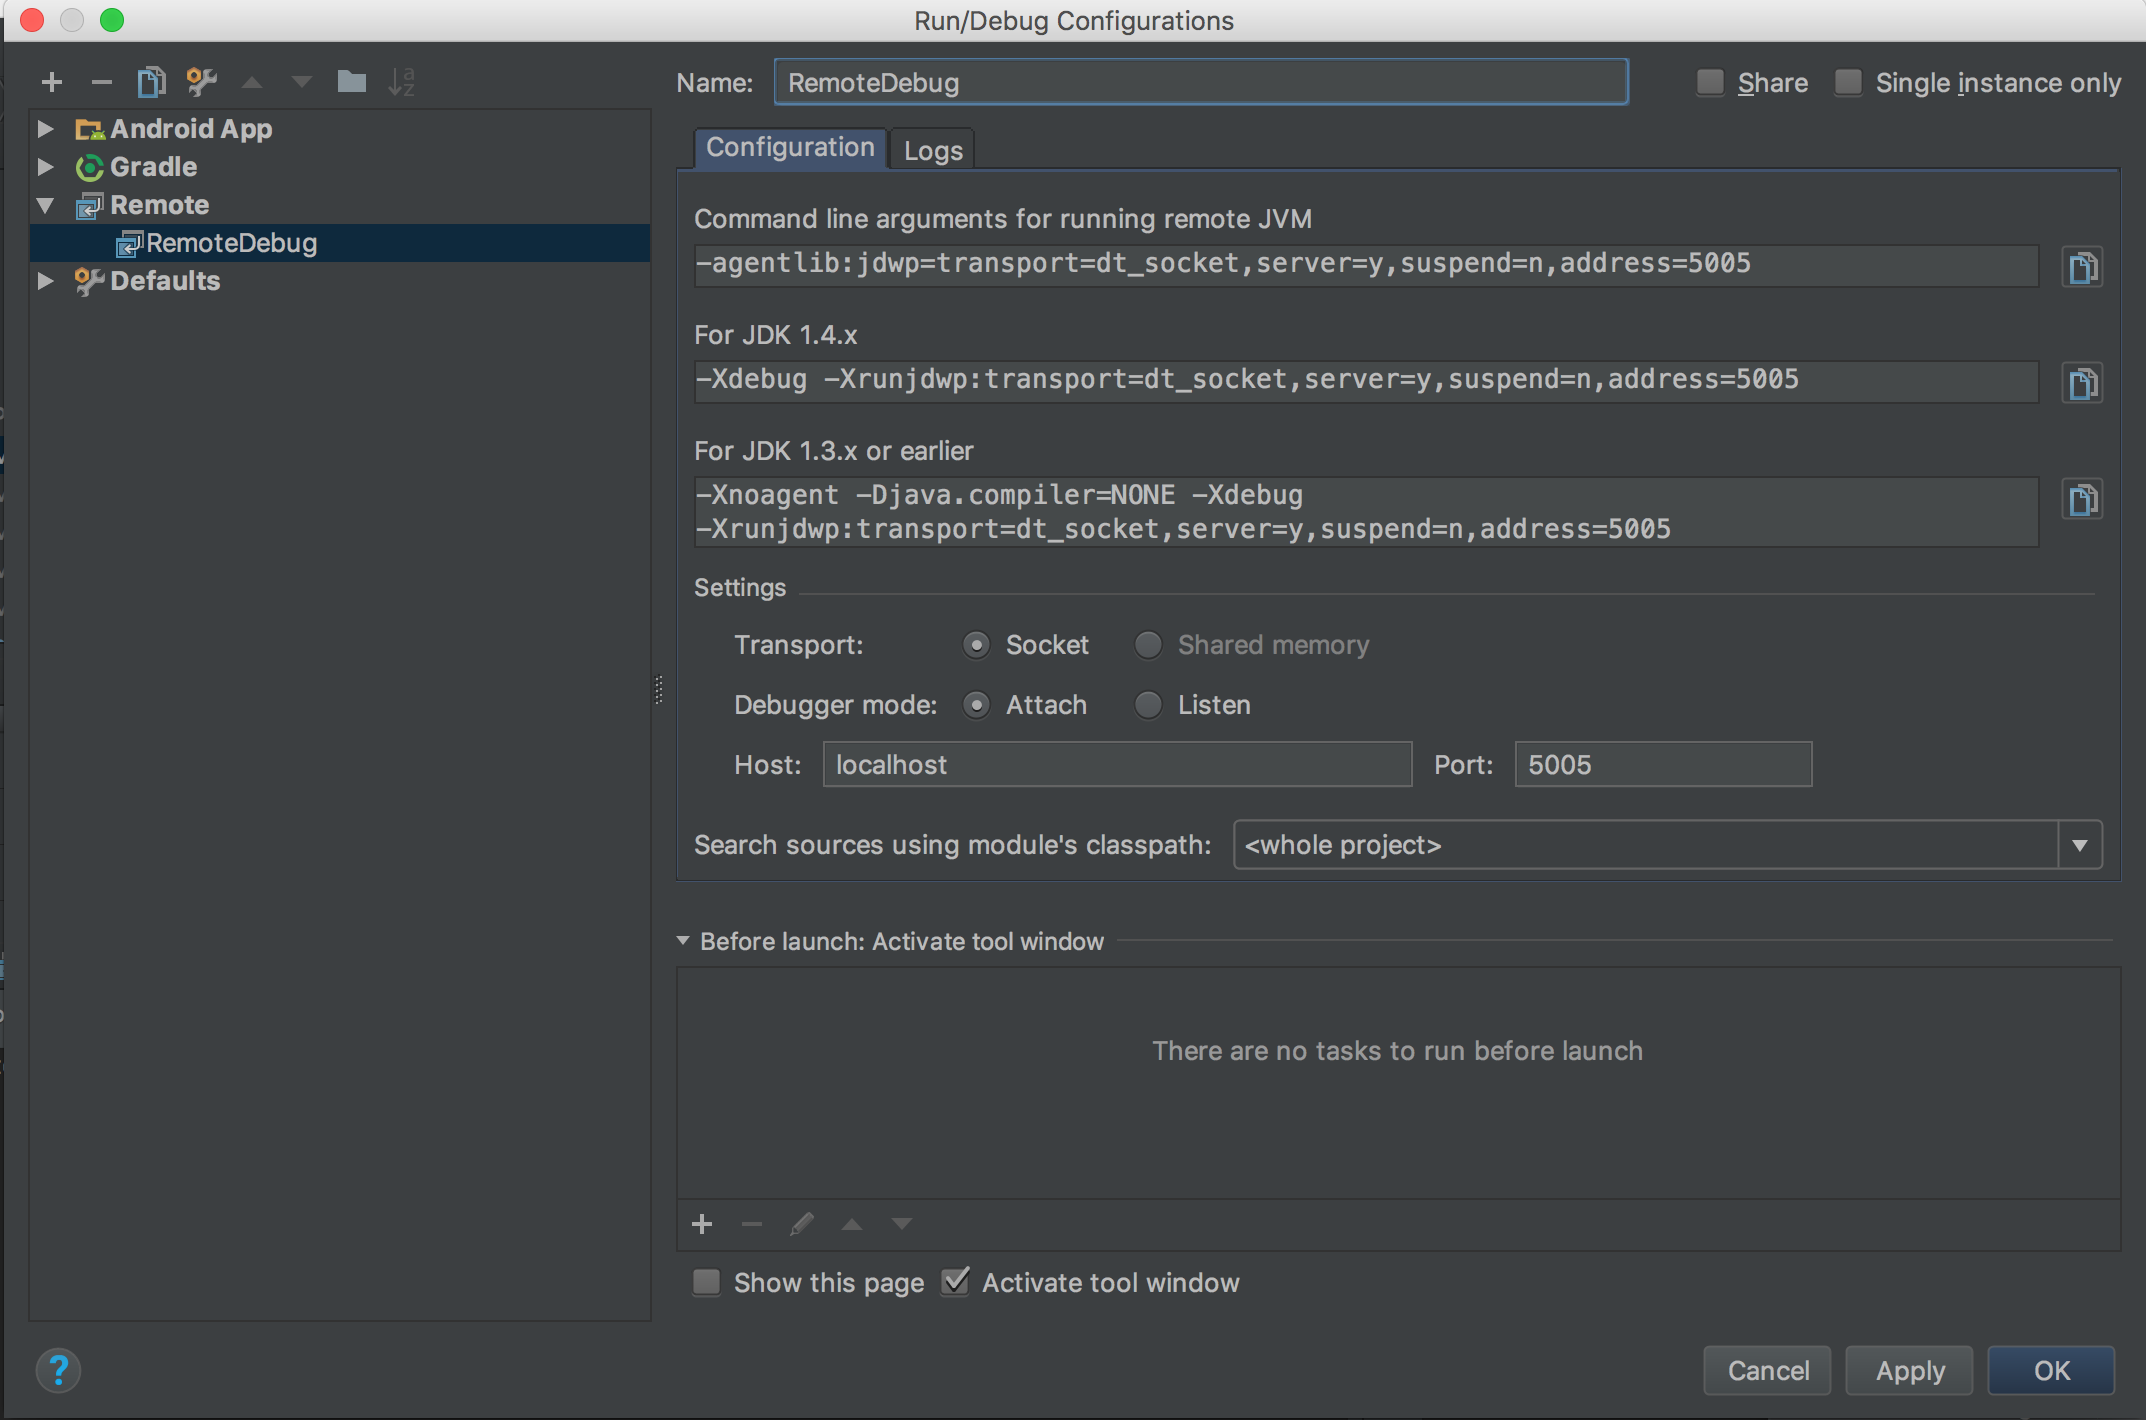 Run/Debug Configurations
Name: RemoteDebug Share Single instance only
Android App
Gradle
Remote
RemoteDebug
Defaults
Configuration Logs
Command line arguments for running remote JVM
-agentlib:jdwp=transport=dt_socket,server=y,suspend=n,address=5005
For JDK 1.4.x
-Xdebug -Xrunjdwp:transport=dt_socket,server=y,suspend=n,address=5005
For JDK 1.3.x or earlier
-Xnoagent -Djava.compiler=NONE -Xdebug
-Xrunjdwp:transport=dt_socket,server=y,suspend=n,address=5005
Settings
Transport: Socket Shared memory
Debugger mode: Attach Listen
Host: localhost Port: 5005
Search sources using module's classpath: <whole project>
Before launch: Activate tool window
There are no tasks to run before launch
Show this page Activate tool window
? Cancel Apply OK